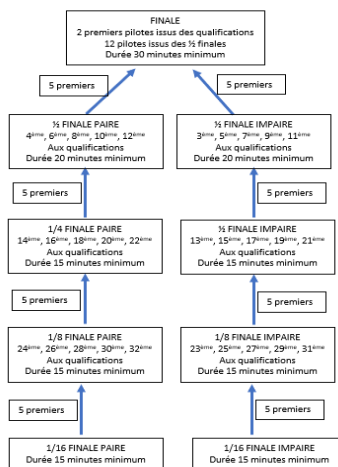 FINALE
2 premiers pilotes issus des qualifications
12 pilotes issus des ½ finales
Durée 30 minutes minimum
5 premiers
5 premiers
½ FINALE PAIRE
4ème, 6ème, 8ème, 10ème, 12ème
Aux qualifications
Durée 20 minutes minimum
½ FINALE IMPAIRE
3ème, 5ème, 7ème, 9ème, 11ème
Aux qualifications
Durée 20 minutes minimum
5 premiers
5 premiers
1/4 FINALE PAIRE
14ème, 16ème, 18ème, 20ème, 22ème
Aux qualifications
Durée 15 minutes minimum
½ FINALE IMPAIRE
13ème, 15ème, 17ème, 19ème, 21ème
Aux qualifications
Durée 15 minutes minimum
5 premiers
5 premiers
1/8 FINALE PAIRE
24ème, 26ème, 28ème, 30ème, 32ème
Aux qualifications
Durée 15 minutes minimum
1/8 FINALE IMPAIRE
23ème, 25ème, 27ème, 29ème, 31ème
Aux qualifications
Durée 15 minutes minimum
5 premiers
5 premiers
1/16 FINALE PAIRE
Durée 15 minutes minimum
1/16 FINALE IMPAIRE
Durée 15 minutes minimum